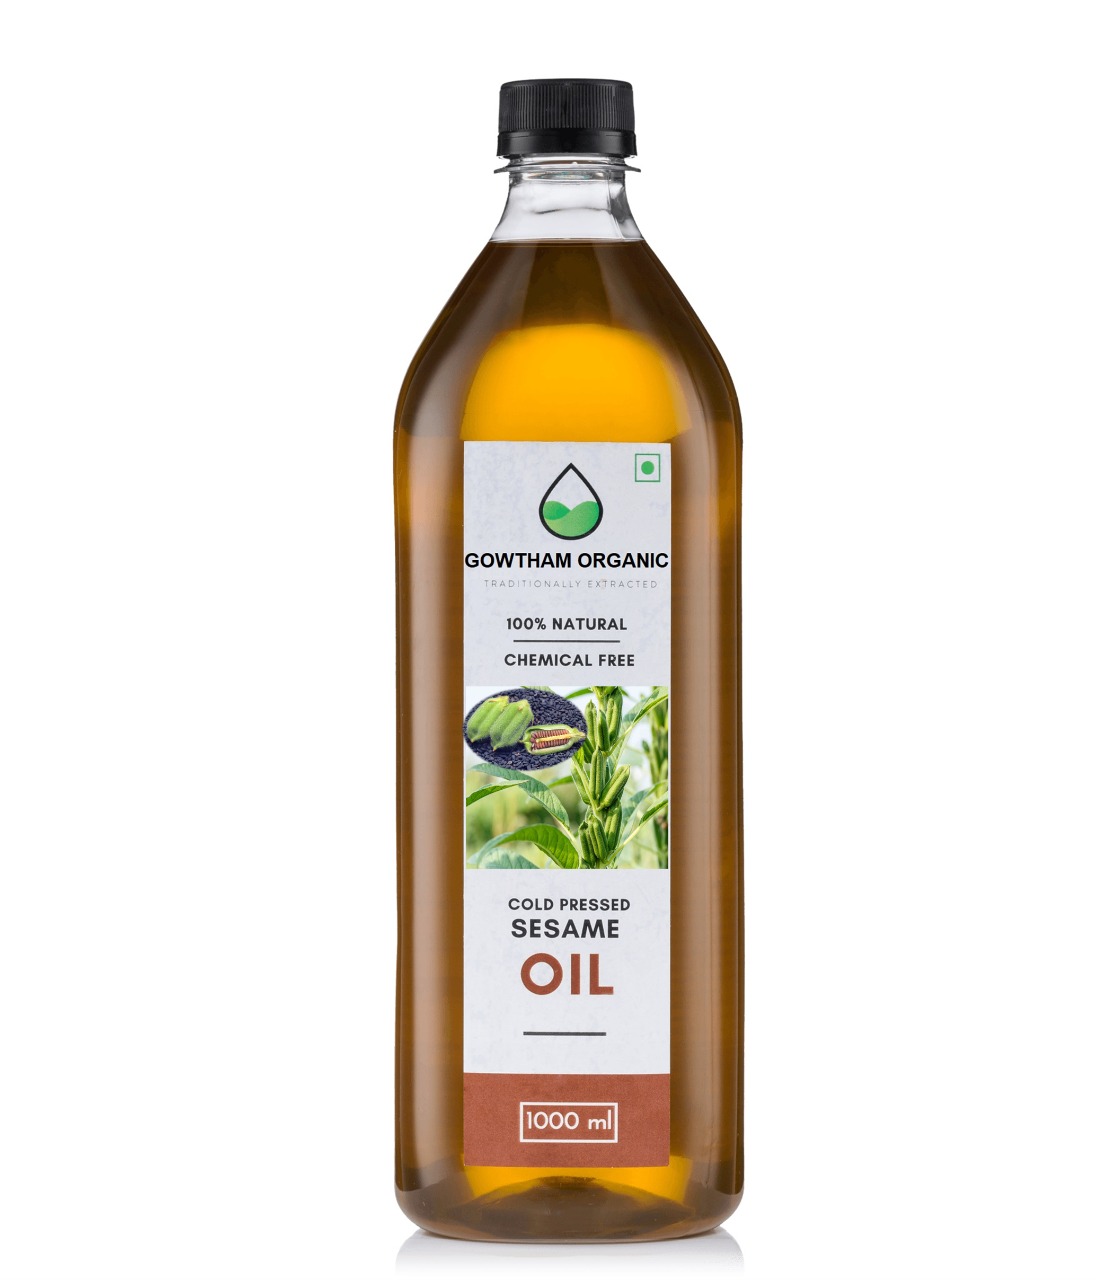 GOWTHAM ORGANIC
TRADITIONALLY EXTRACTED
100% NATURAL
CHEMICAL FREE
COLD PRESSED
SESAME
OIL
1000 ml